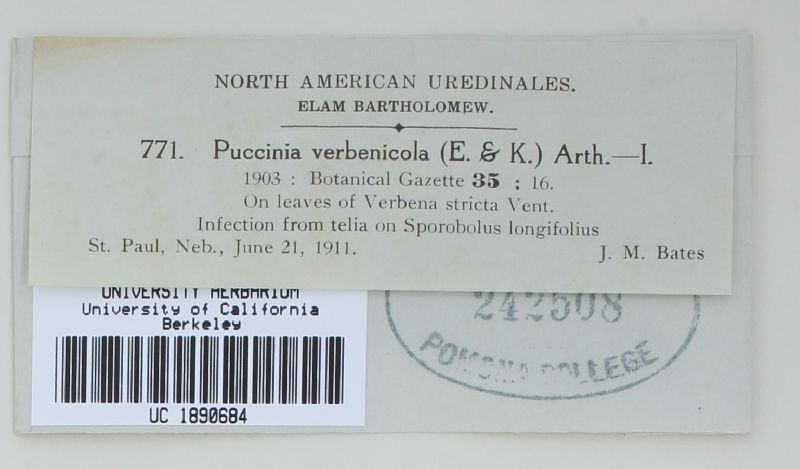 NORTH AMERICAN UREDINALES.
ELAM BARTHOLOMEW.
771. Puccinia verbenicola (E. & K.) Arth.—I.
1903 : Botanical Gazette 35 : 16.
On leaves of Verbena stricta Vent.
Infection from telia on Sporobolus longifolius
St. Paul, Neb., June 21, 1911. J. M. Bates
UNIVERSITY HERBARIUM
University of California
Berkeley
UC 1890684
242508
POMONA COLLEGE